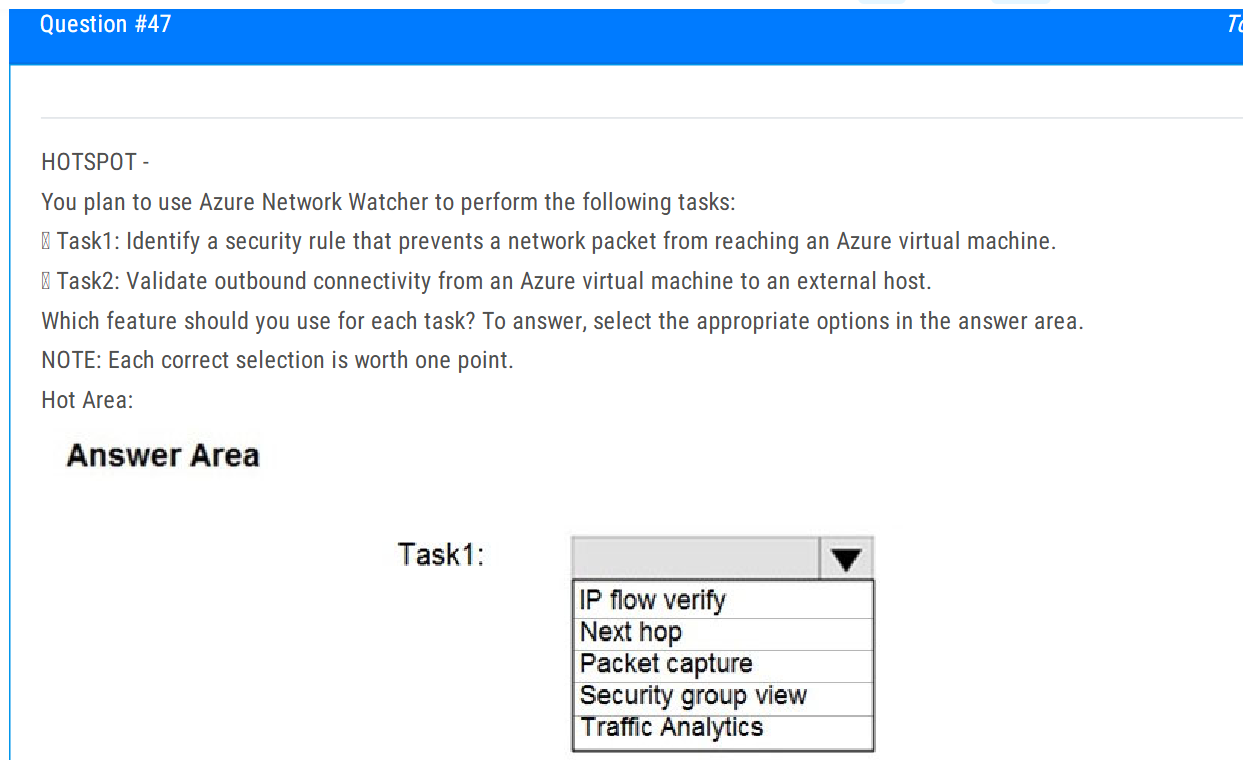 Question #47
HOTSPOT -
You plan to use Azure Network Watcher to perform the following tasks:
Task1: Identify a security rule that prevents a network packet from reaching an Azure virtual machine.
Task2: Validate outbound connectivity from an Azure virtual machine to an external host.
Which feature should you use for each task? To answer, select the appropriate options in the answer area.
NOTE: Each correct selection is worth one point.
Hot Area:
Answer Area
Task1:
IP flow verify
Next hop
Packet capture
Security group view
Traffic Analytics